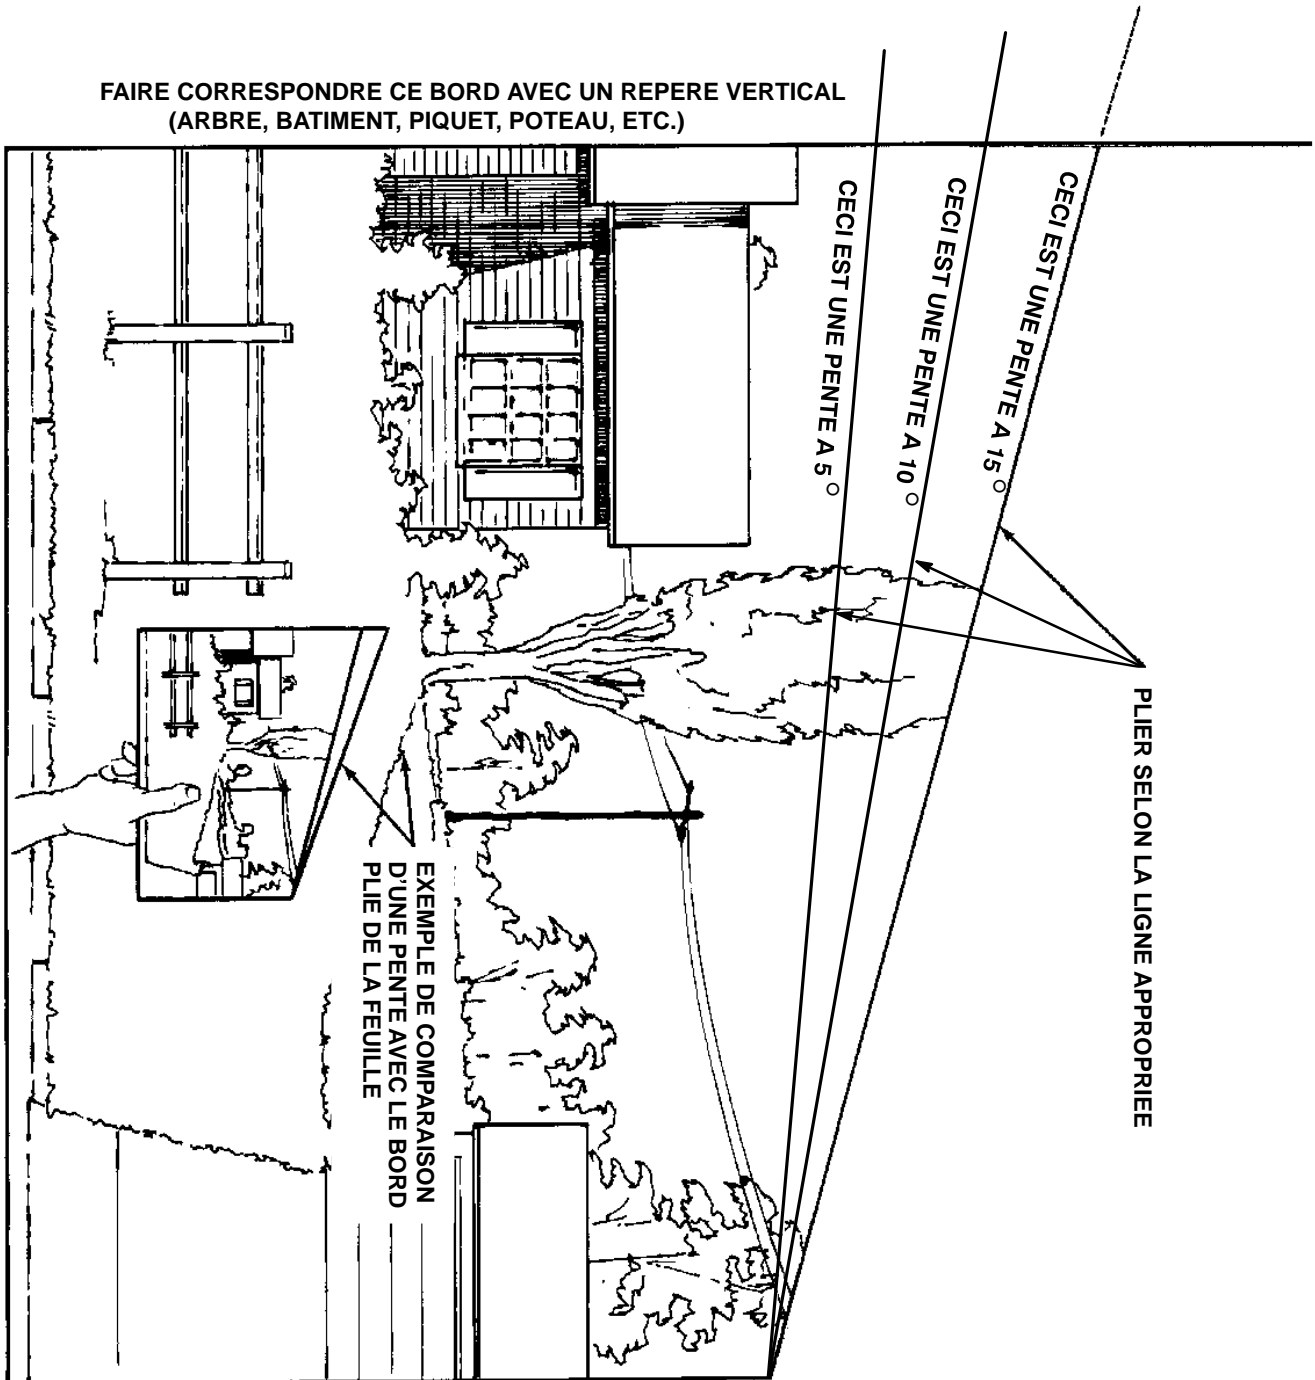 FAIRE CORRESPONDRE CE BORD AVEC UN REPERE VERTICAL
(ARBRE, BATIMENT, PIQUET, POTEAU, ETC.)
CECI EST UNE PENTE A 15°
CECI EST UNE PENTE A 10°
CECI EST UNE PENTE A 5°
PLIER SELON LA LIGNE APPROPRIEE
EXEMPLE DE COMPARAISON
D'UNE PENTE AVEC LE BORD
PLIE DE LA FEUILLE